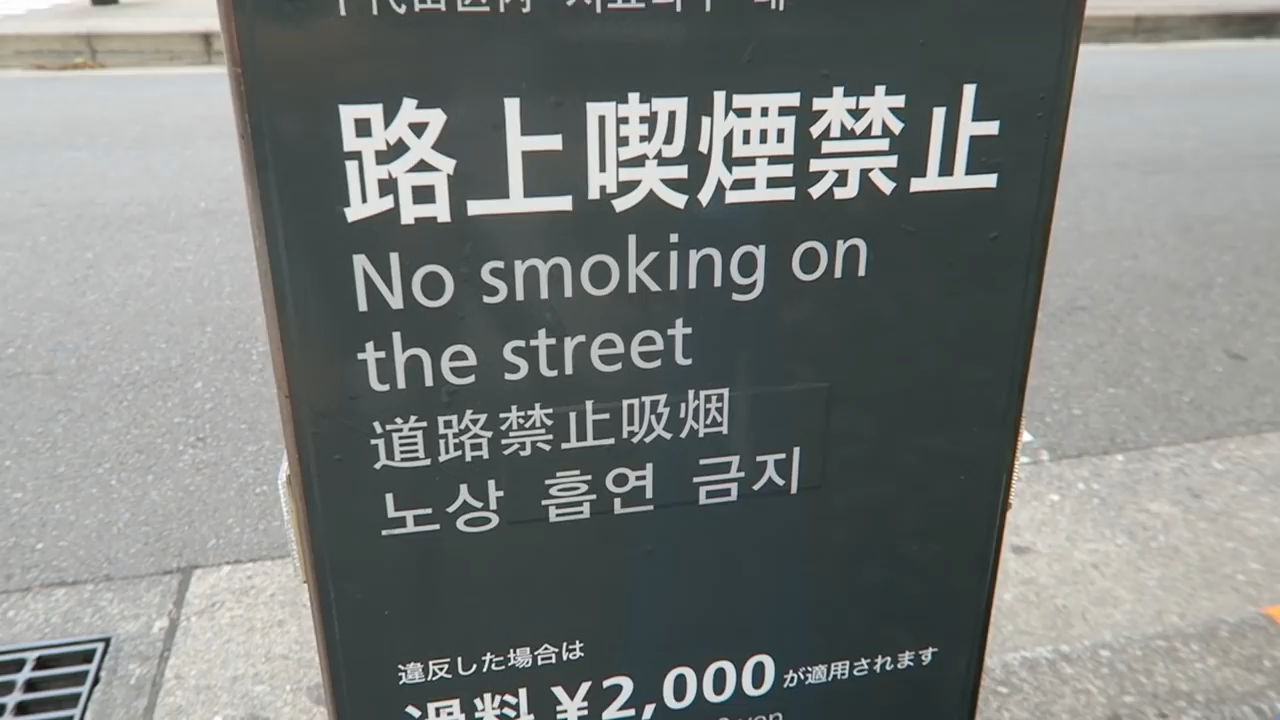 路上喫煙禁止
No smoking on
the street
道路禁止吸烟
노상 흡연 금지
違反した場合は
過料 ¥2,000 が適用されます